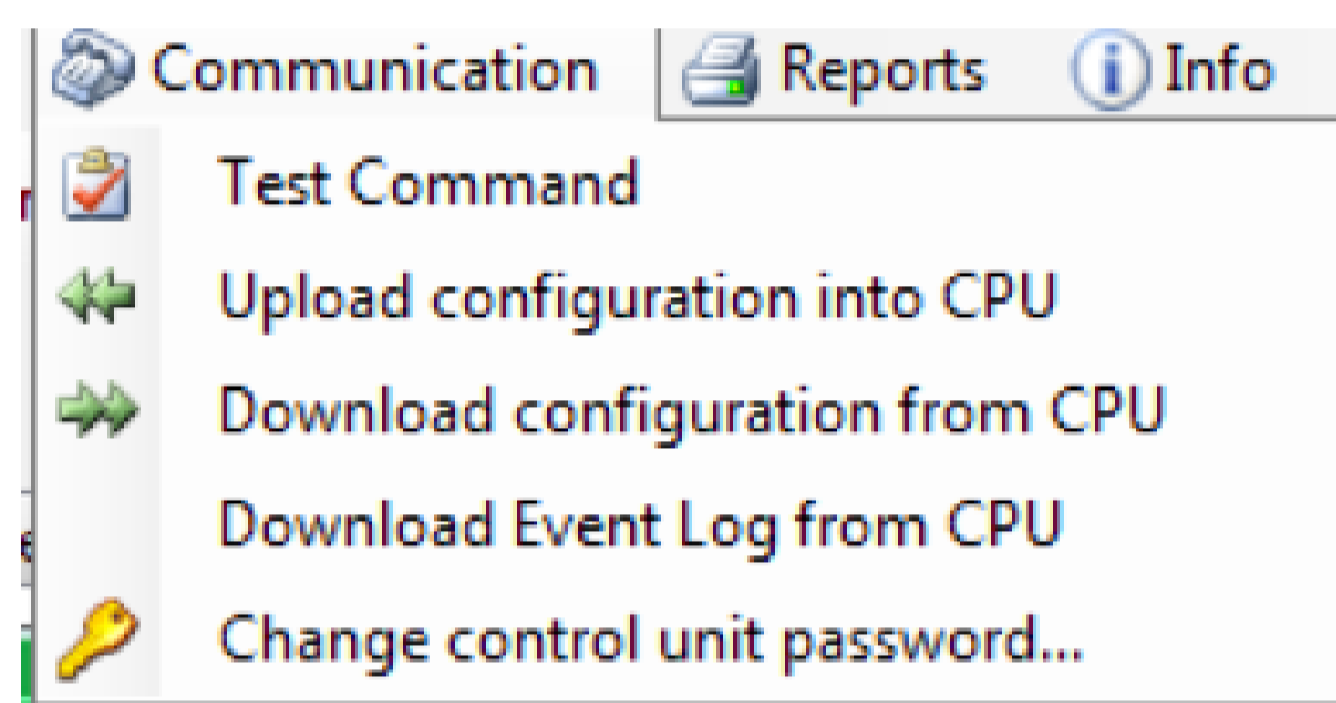 Communication Reports Info
Test Command
Upload configuration into CPU
Download configuration from CPU
Download Event Log from CPU
Change control unit password...